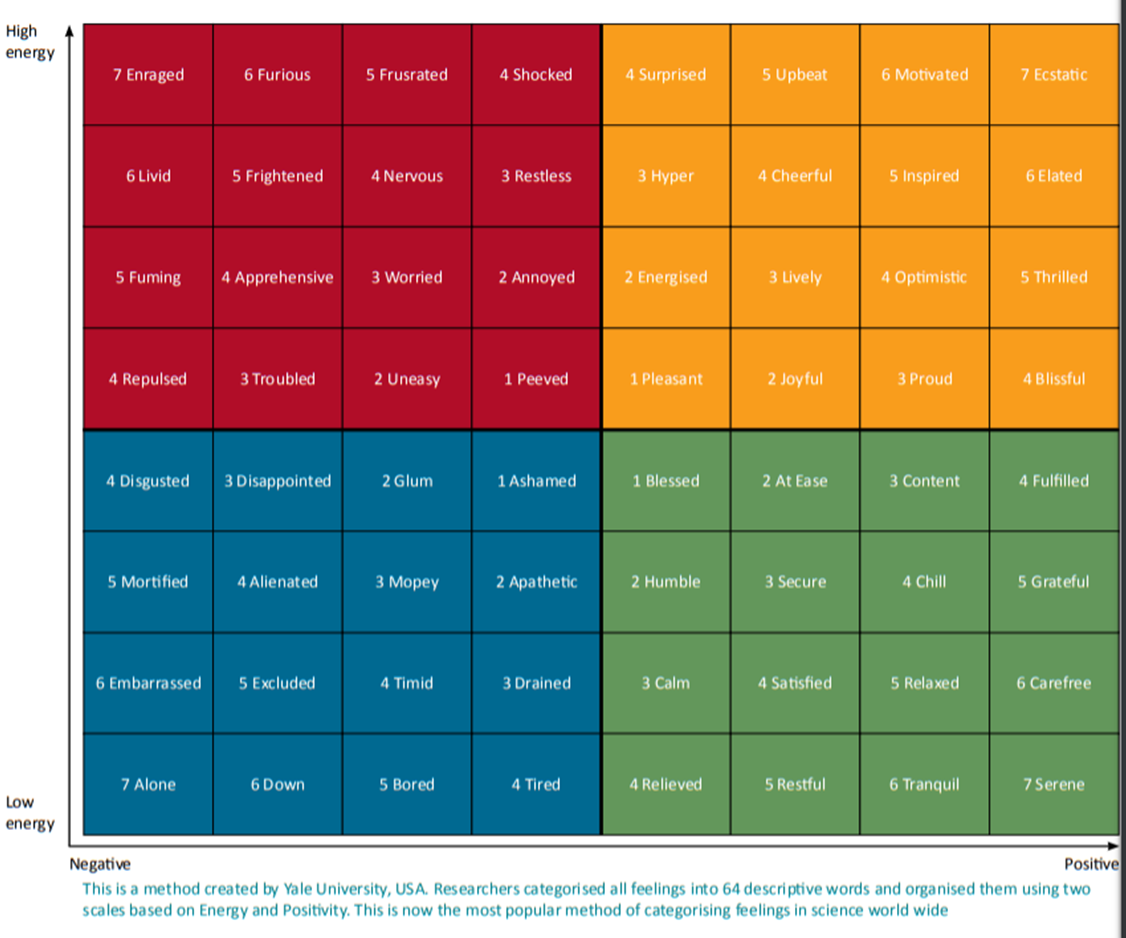 High
energy
7 Enraged 6 Furious 5 Frusrated 4 Shocked 4 Surprised 5 Upbeat 6 Motivated 7 Ecstatic
6 Livid 5 Frightened 4 Nervous 3 Restless 3 Hyper 4 Cheerful 5 Inspired 6 Elated
5 Fuming 4 Apprehensive 3 Worried 2 Annoyed 2 Energised 3 Lively 4 Optimistic 5 Thrilled
4 Repulsed 3 Troubled 2 Uneasy 1 Peeved 1 Pleasant 2 Joyful 3 Proud 4 Blissful
4 Disgusted 3 Disappointed 2 Glum 1 Ashamed 1 Blessed 2 At Ease 3 Content 4 Fulfilled
5 Mortified 4 Alienated 3 Mopey 2 Apathetic 2 Humble 3 Secure 4 Chill 5 Grateful
6 Embarrassed 5 Excluded 4 Timid 3 Drained 3 Calm 4 Satisfied 5 Relaxed 6 Carefree
7 Alone 6 Down 5 Bored 4 Tired 4 Relieved 5 Restful 6 Tranquil 7 Serene
Low
energy
Negative Positive
This is a method created by Yale University, USA. Researchers categorised all feelings into 64 descriptive words and organised them using two
scales based on Energy and Positivity. This is now the most popular method of categorising feelings in science world wide